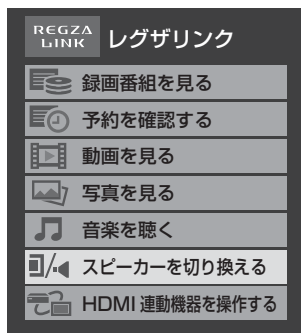 REGZA
LINK
レグザリンク
録画番組を見る
予約を確認する
動画を見る
写真を見る
音楽を聴く
スピーカーを切り換える
HDMI 連動機器を操作する